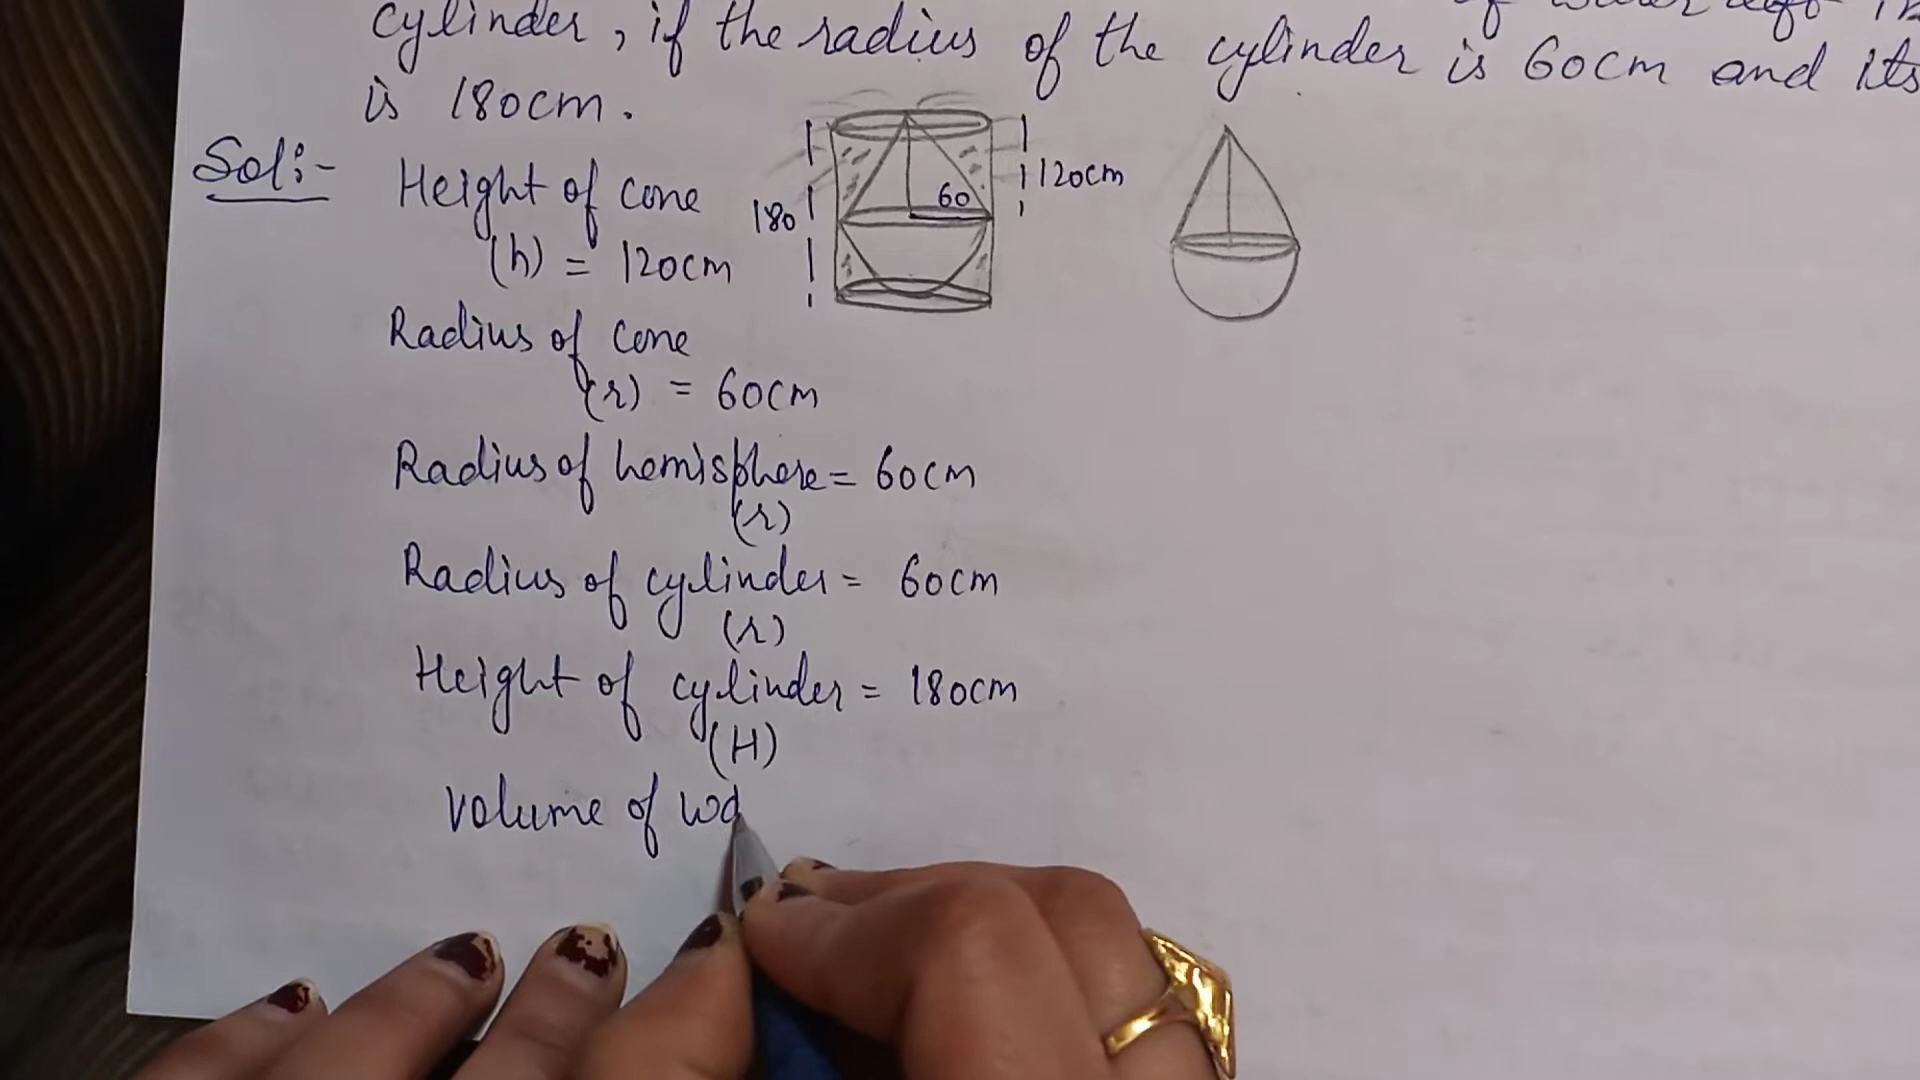 cylinder, if the radius of the cylinder is 60cm and its
is 180cm.
Sol:-
Height of cone
(h) = 120cm
180
60
120cm
Radius of cone
(r) = 60cm
Radius of hemisphere = 60cm
(r)
Radius of cylinder = 60cm
(r)
Height of cylinder = 180cm
(H)
Volume of wa